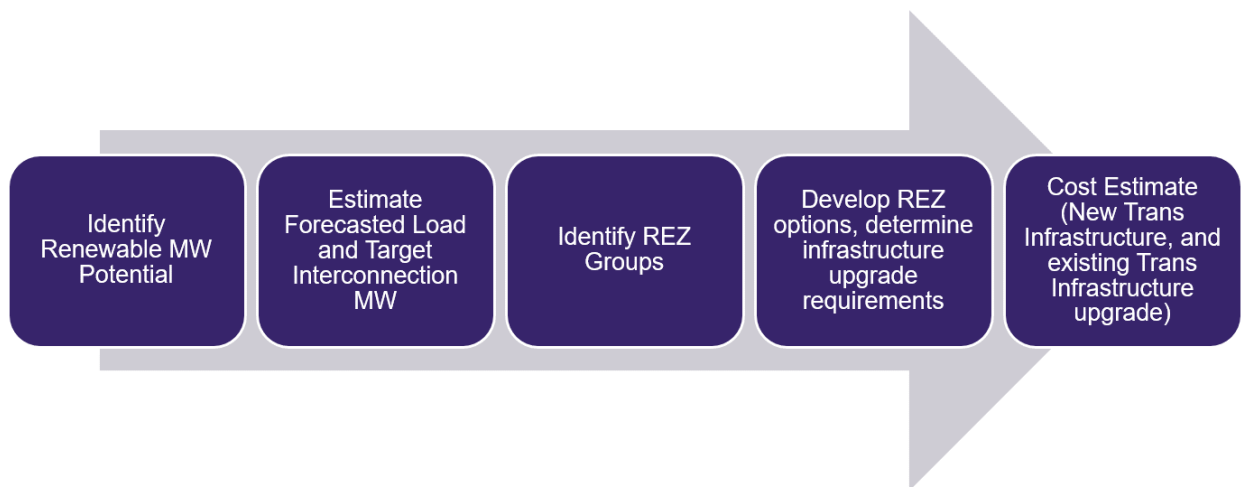 Identify
Renewable MW
Potential
Estimate
Forecasted Load
and Target
Interconnection
MW
Identify REZ
Groups
Develop REZ
options, determine
infrastructure
upgrade
requirements
Cost Estimate
(New Trans
Infrastructure, and
existing Trans
Infrastructure
upgrade)